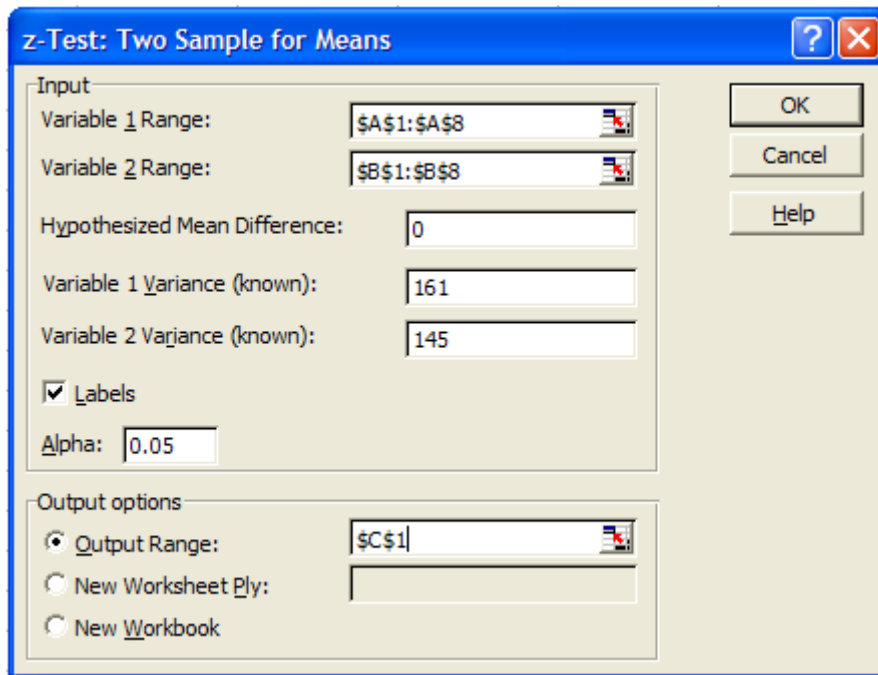 z-Test: Two Sample for Means
Input
Variable 1 Range: $A$1:$A$8
Variable 2 Range: $B$1:$B$8
Hypothesized Mean Difference: 0
Variable 1 Variance (known): 161
Variable 2 Variance (known): 145
Labels
Alpha: 0.05
OK
Cancel
Help
Output options
Output Range: $C$1
New Worksheet Ply:
New Workbook